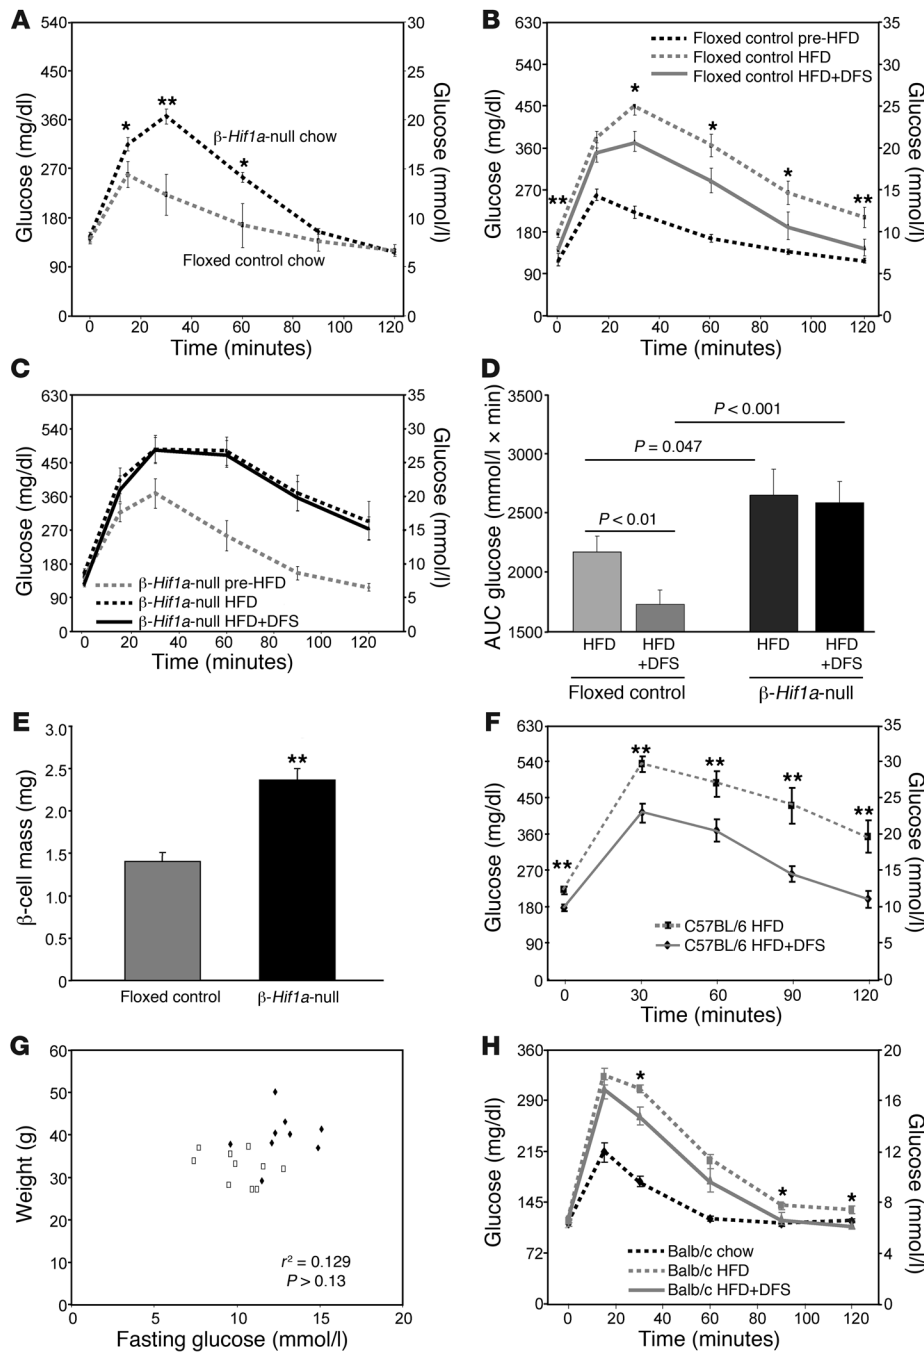 A
540
450
360
270
180
90
0
30
25
20
15
10
5
0
Glucose (mg/dl)
Glucose (mmol/l)
*
**
*
β-Hif1a-null chow
Floxed control chow
0 20 40 60 80 100 120
Time (minutes)
B
630
540
450
360
270
180
90
0
35
30
25
20
15
10
5
0
Glucose (mg/dl)
Glucose (mmol/l)
Floxed control pre-HFD
Floxed control HFD
Floxed control HFD+DFS
**
*
*
*
**
0 20 40 60 80 100 120
Time (minutes)
C
630
540
450
360
270
180
90
0
35
30
25
20
15
10
5
0
Glucose (mg/dl)
Glucose (mmol/l)
β-Hif1a-null pre-HFD
β-Hif1a-null HFD
β-Hif1a-null HFD+DFS
0 20 40 60 80 100 120
Time (minutes)
D
3500
3000
2500
2000
1500
AUC glucose (mmol/l × min)
P < 0.001
P = 0.047
P < 0.01
HFD HFD +DFS HFD HFD +DFS
Floxed control β-Hif1a-null
E
3.0
2.5
2.0
1.5
1.0
0.5
0
β-cell mass (mg)
**
Floxed control β-Hif1a-null
F
630
540
450
360
270
180
90
0
35
30
25
20
15
10
5
0
Glucose (mg/dl)
Glucose (mmol/l)
**
**
**
**
**
C57BL/6 HFD
C57BL/6 HFD+DFS
0 30 60 90 120
Time (minutes)
G
60
50
40
30
20
10
0
Weight (g)
r² = 0.129
P > 0.13
0 5 10 15 20
Fasting glucose (mmol/l)
H
360
290
215
145
72
0
20
16
12
8
4
0
Glucose (mg/dl)
Glucose (mmol/l)
*
*
*
Balb/c chow
Balb/c HFD
Balb/c HFD+DFS
0 20 40 60 80 100 120
Time (minutes)